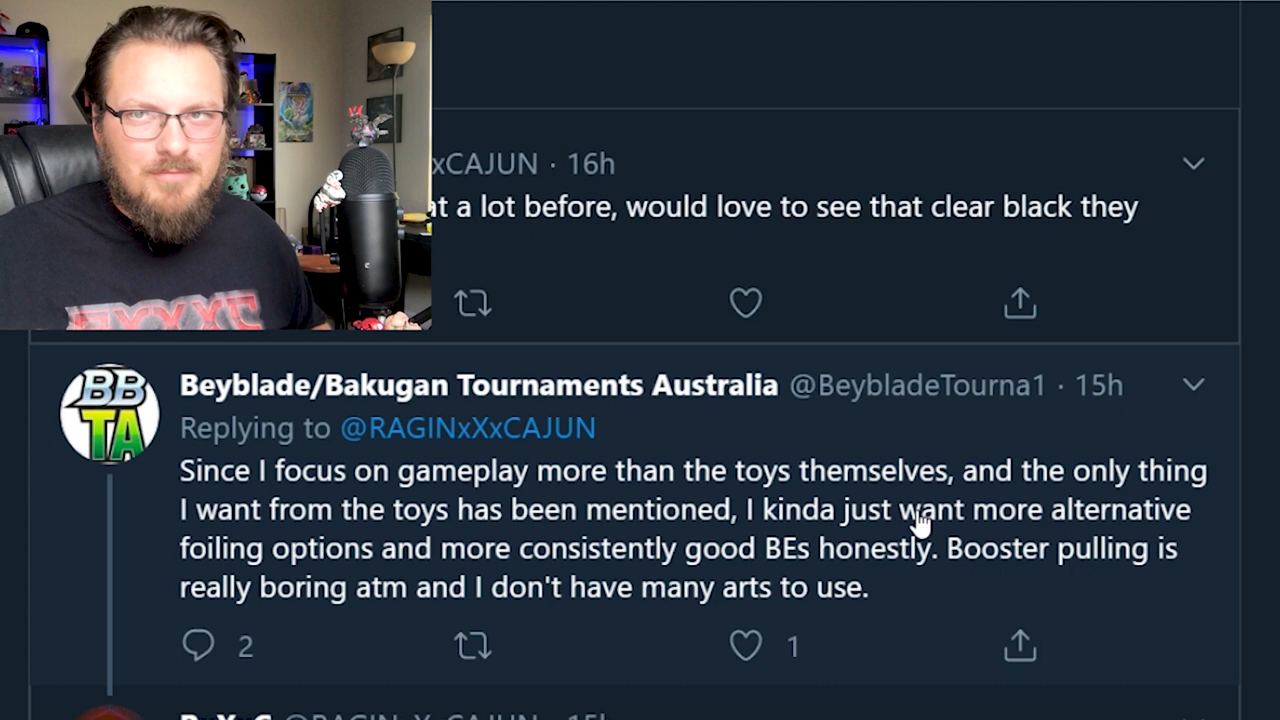 xCAJUN · 16h
at a lot before, would love to see that clear black they
BB
TA
Beyblade/Bakugan Tournaments Australia @BeybladeTourna1 · 15h
Replying to @RAGINxXxCAJUN
Since I focus on gameplay more than the toys themselves, and the only thing
I want from the toys has been mentioned, I kinda just want more alternative
foiling options and more consistently good BEs honestly. Booster pulling is
really boring atm and I don't have many arts to use.
2 1